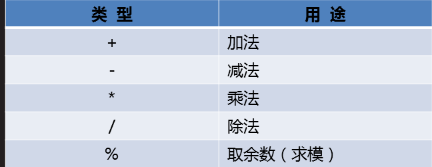 类 型 用 途
+ 加法
- 减法
* 乘法
/ 除法
% 取余数（求模）